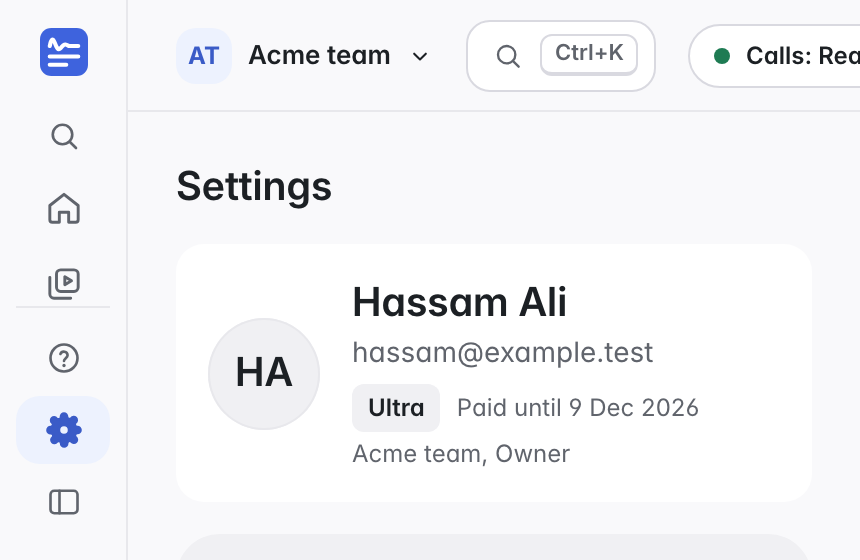 AT Acme team Ctrl+K Calls: Rea
Settings
HA
Hassam Ali
hassam@example.test
Ultra Paid until 9 Dec 2026
Acme team, Owner